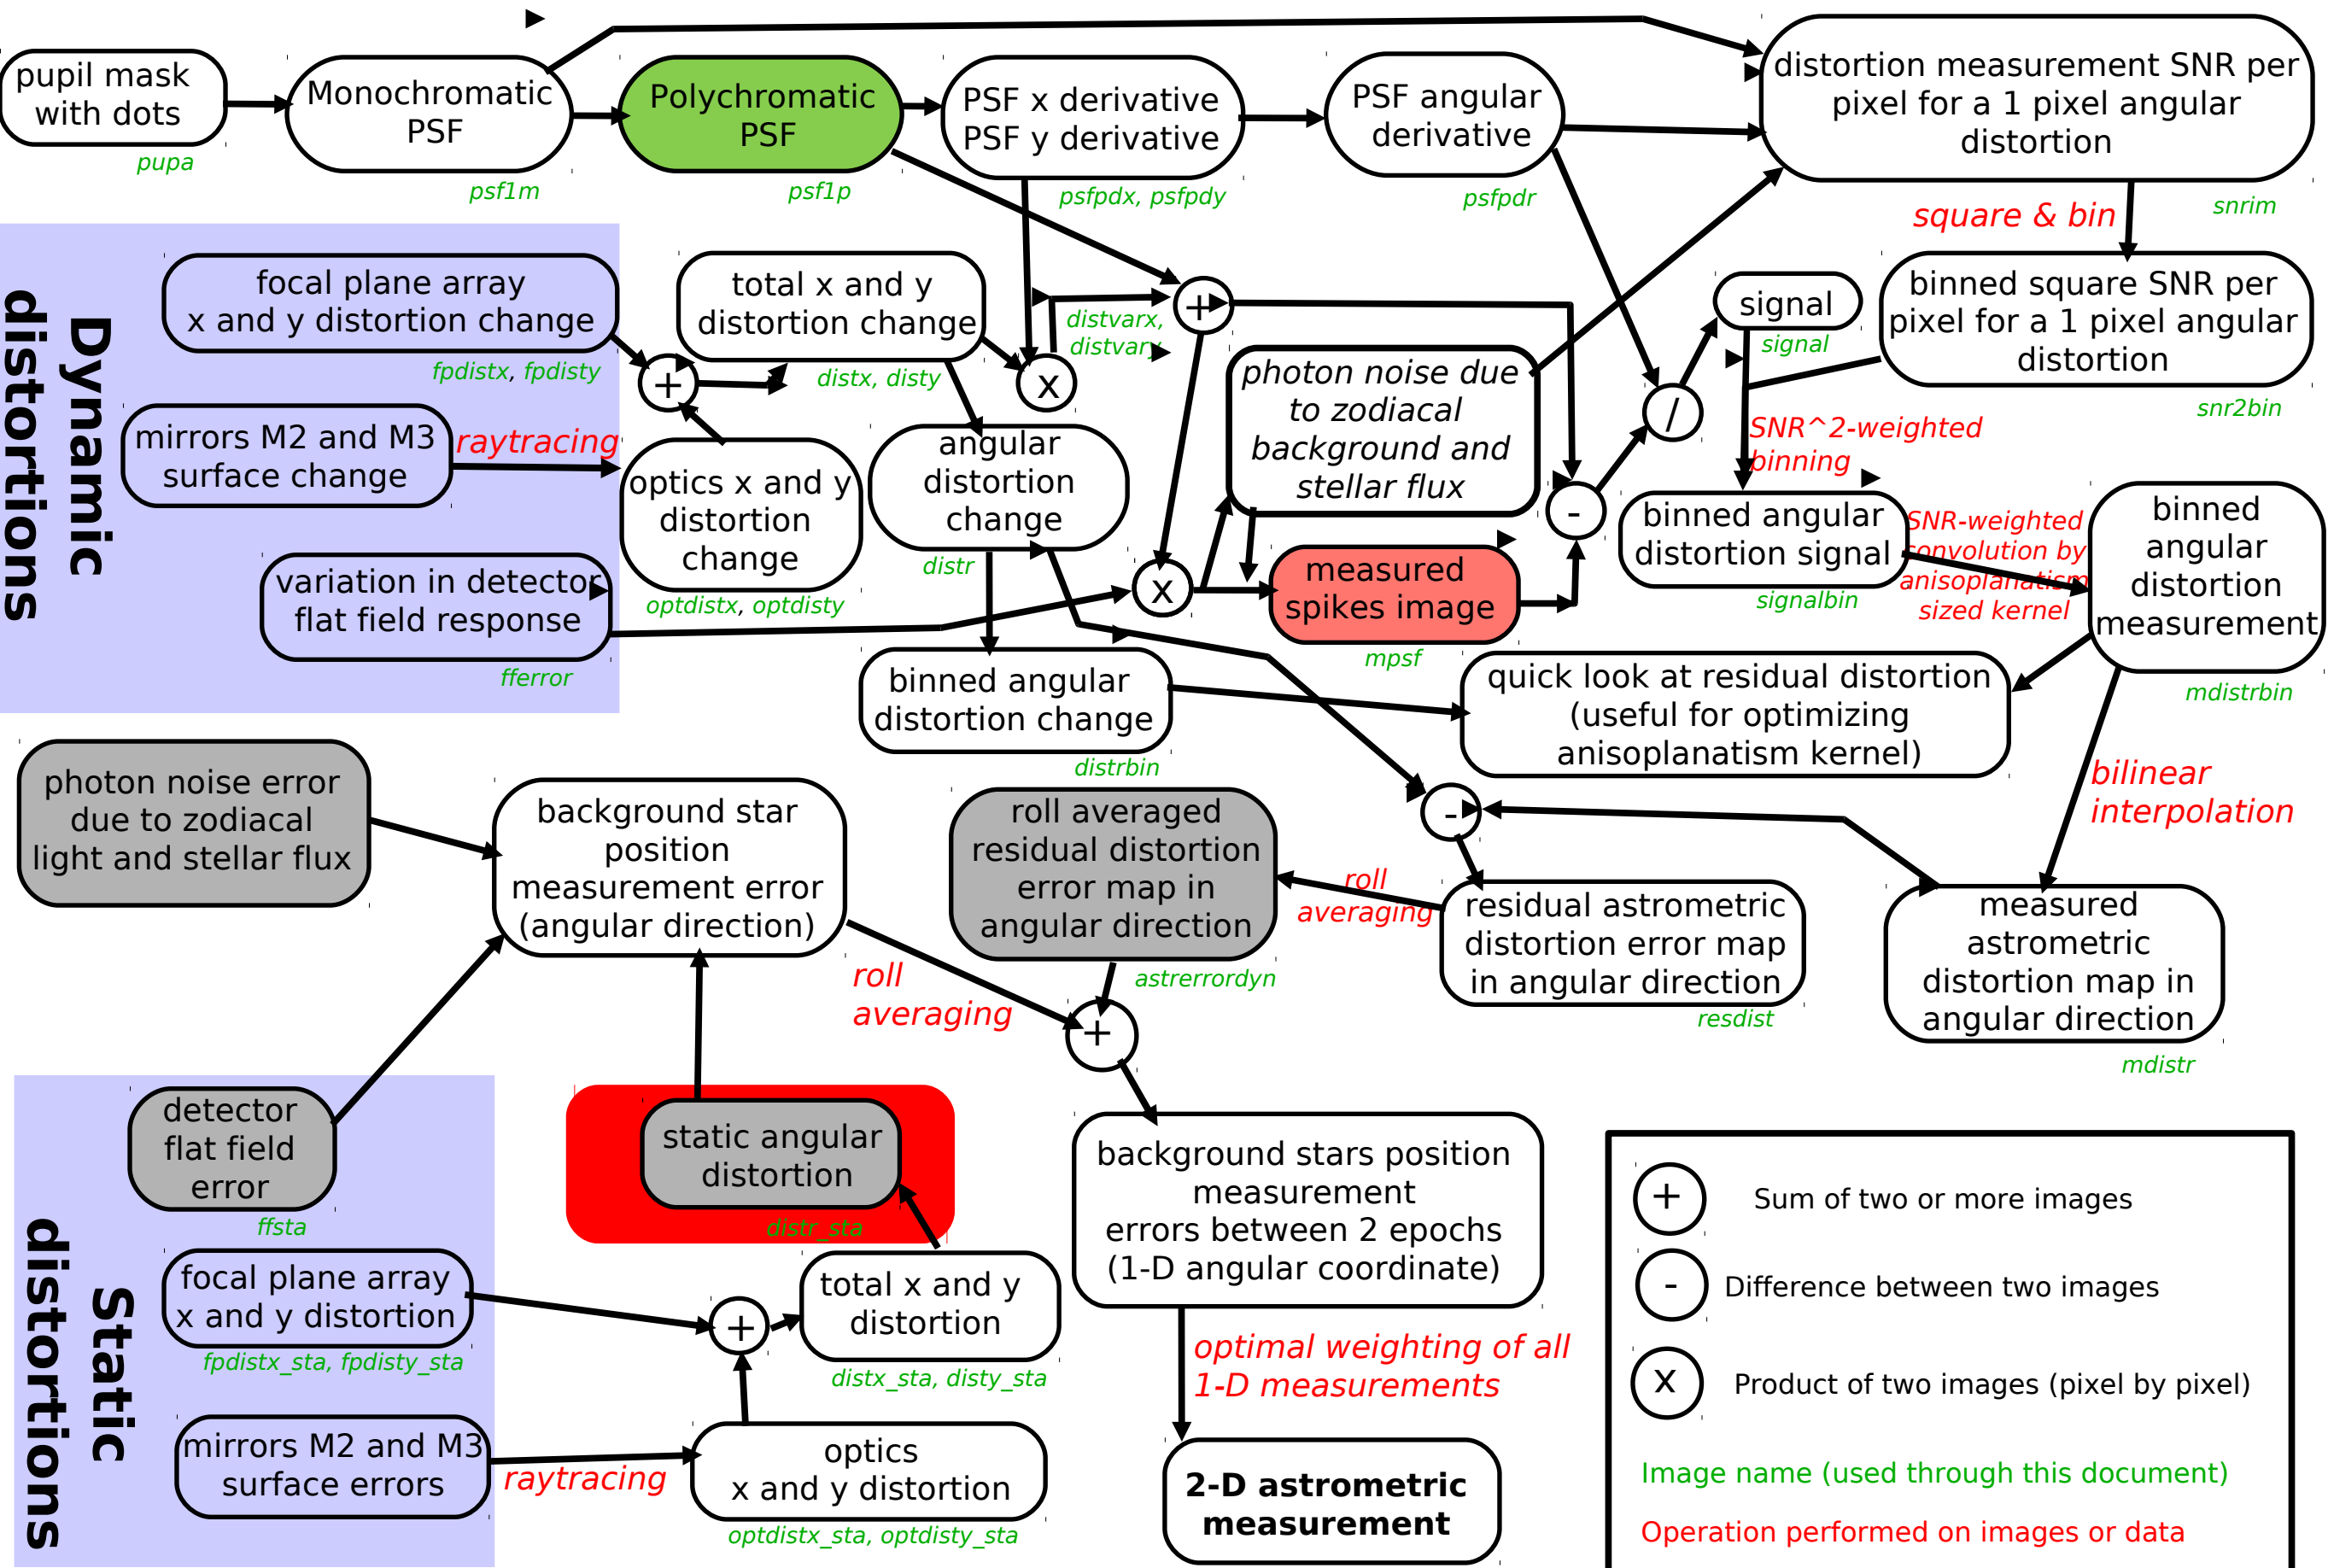 pupil mask
with dots
pupa
Monochromatic
PSF
psf1m
Polychromatic
PSF
psf1p
PSF x derivative
PSF y derivative
psfpdx, psfpdy
PSF angular
derivative
psfpdr
distortion measurement SNR per
pixel for a 1 pixel angular
distortion
snrim
square & bin
Dynamic
distortions
focal plane array
x and y distortion change
fpdistx, fpdisty
mirrors M2 and M3
surface change
raytracing
variation in detector
flat field response
fferror
+
total x and y
distortion change
distx, disty
optics x and y
distortion
change
optdistx, optdisty
x
distvarx,
distvary
+
angular
distortion
change
distr
photon noise due
to zodiacal
background and
stellar flux
x
measured
spikes image
mpsf
-
/
signal
signal
binned square SNR per
pixel for a 1 pixel angular
distortion
snr2bin
SNR^2-weighted
binning
binned angular
distortion signal
signalbin
SNR-weighted
convolution by
anisoplanatism
sized kernel
binned
angular
distortion
measurement
mdistrbin
binned angular
distortion change
distrbin
quick look at residual distortion
(useful for optimizing
anisoplanatism kernel)
bilinear
interpolation
photon noise error
due to zodiacal
light and stellar flux
background star
position
measurement error
(angular direction)
roll
averaging
roll averaged
residual distortion
error map in
angular direction
astrerrordyn
roll
averaging
-
residual astrometric
distortion error map
in angular direction
resdist
measured
astrometric
distortion map in
angular direction
mdistr
+
Static
distortions
detector
flat field
error
ffsta
static angular
distortion
distr_sta
focal plane array
x and y distortion
fpdistx_sta, fpdisty_sta
+
total x and y
distortion
distx_sta, disty_sta
mirrors M2 and M3
surface errors
raytracing
optics
x and y distortion
optdistx_sta, optdisty_sta
background stars position
measurement
errors between 2 epochs
(1-D angular coordinate)
optimal weighting of all
1-D measurements
2-D astrometric
measurement
+ Sum of two or more images
- Difference between two images
x Product of two images (pixel by pixel)
Image name (used through this document)
Operation performed on images or data